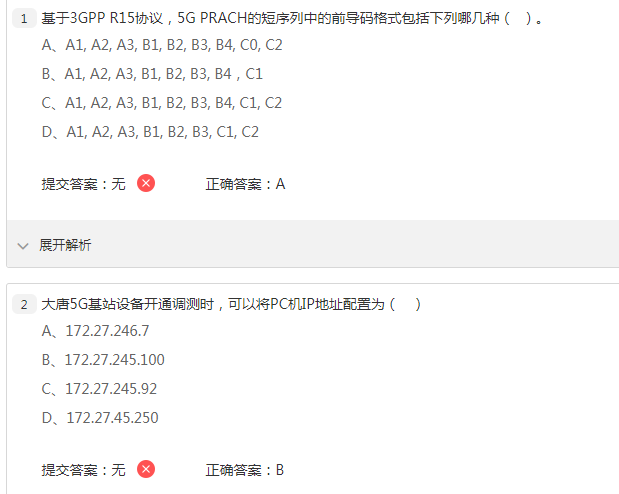 1 基于3GPP R15协议，5G PRACH的短序列中的前导码格式包括下列哪几种（　）。
A、A1, A2, A3, B1, B2, B3, B4, C0, C2
B、A1, A2, A3, B1, B2, B3, B4，C1
C、A1, A2, A3, B1, B2, B3, B4, C1, C2
D、A1, A2, A3, B1, B2, B3, C1, C2
提交答案：无 正确答案：A
展开解析
2 大唐5G基站设备开通调测时，可以将PC机IP地址配置为（　）
A、172.27.246.7
B、172.27.245.100
C、172.27.245.92
D、172.27.45.250
提交答案：无 正确答案：B